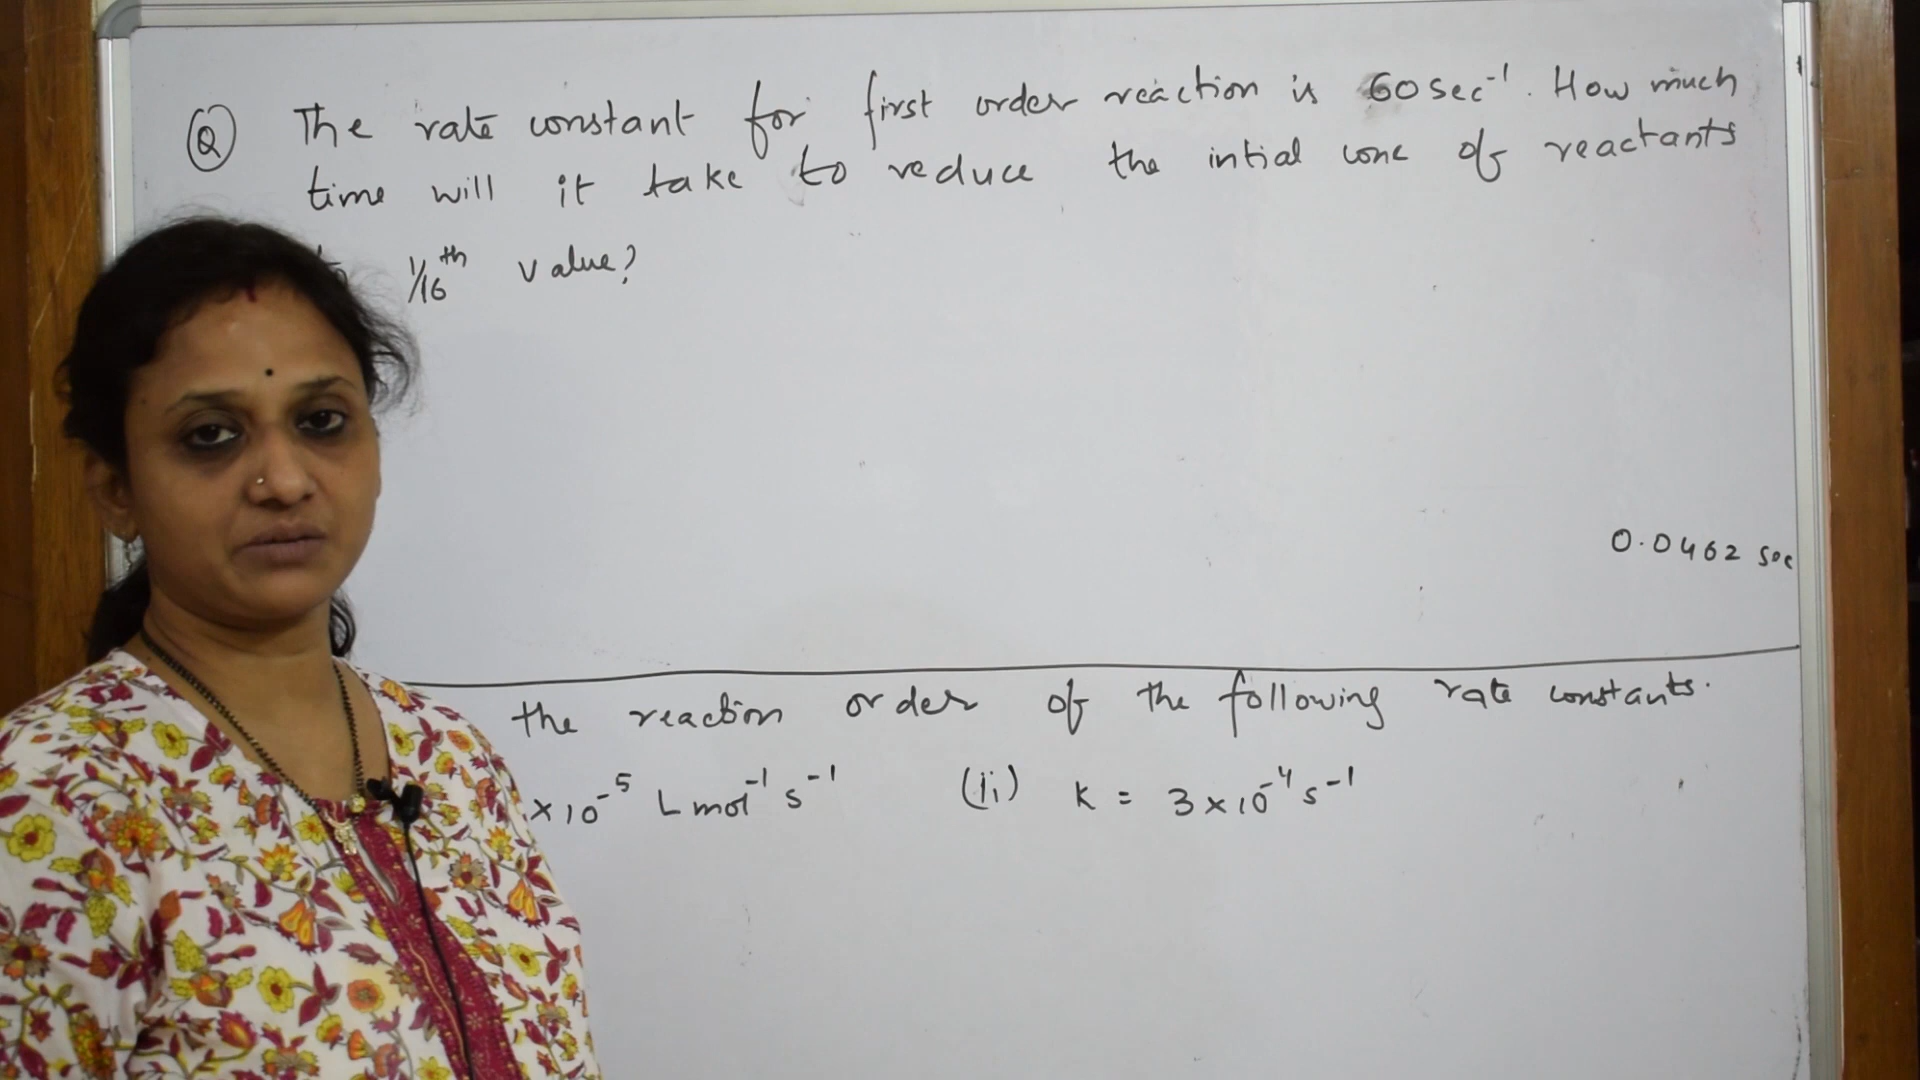 Q The rate constant for first order reaction is 60 sec⁻¹. How much
time will it take to reduce the intial conc of reactants
1/16th value?
0.0462 sec
the reaction order of the following rate constants.
×10⁻⁵ L mol⁻¹ s⁻¹ (ii) k = 3×10⁻⁴ s⁻¹